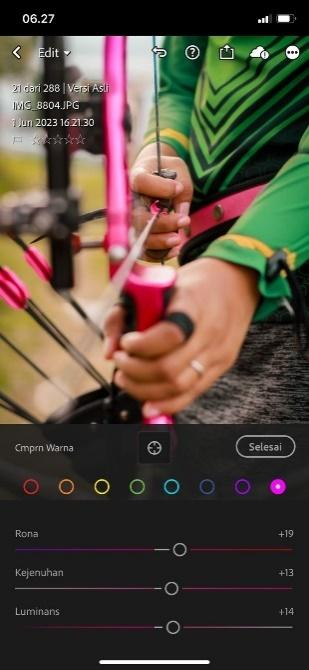 06.27
Edit
21 dari 288 | Versi Asli
IMG_8804.JPG
1 Jun 2023 16.21.30
Cmprn Warna
Selesai
Rona +19
Kejenuhan +13
Luminans +14